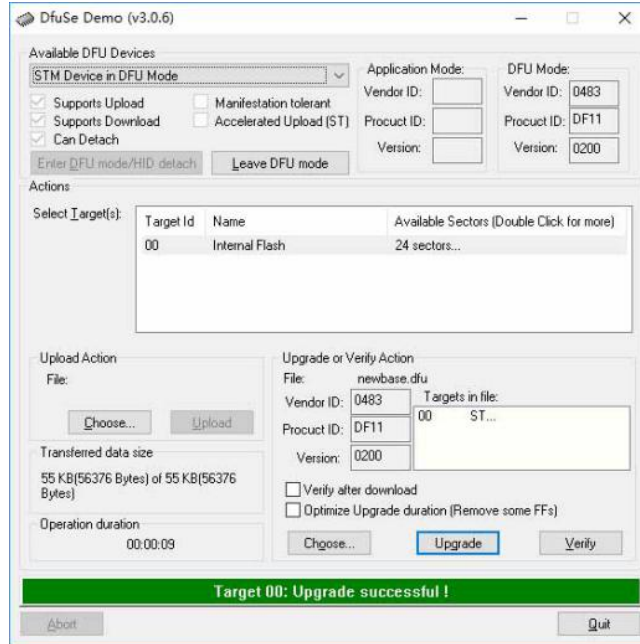 DfuSe Demo (v3.0.6)
Available DFU Devices
STM Device in DFU Mode
Supports Upload
Manifestation tolerant
Supports Download
Accelerated Upload (ST)
Can Detach
Enter DFU mode/HID detach
Leave DFU mode
Application Mode:
Vendor ID:
Procuct ID:
Version:
DFU Mode:
Vendor ID: 0483
Procuct ID: DF11
Version: 0200
Actions
Select Target(s):
Target Id Name Available Sectors (Double Click for more)
00 Internal Flash 24 sectors...
Upload Action
File:
Choose... Upload
Transferred data size
55 KB(56376 Bytes) of 55 KB(56376
Bytes)
Operation duration
00:00:09
Upgrade or Verify Action
File: newbase.dfu
Vendor ID: 0483
Procuct ID: DF11
Version: 0200
Targets in file:
00 ST...
Verify after download
Optimize Upgrade duration (Remove some FFs)
Choose... Upgrade Verify
Target 00: Upgrade successful !
Abort Quit